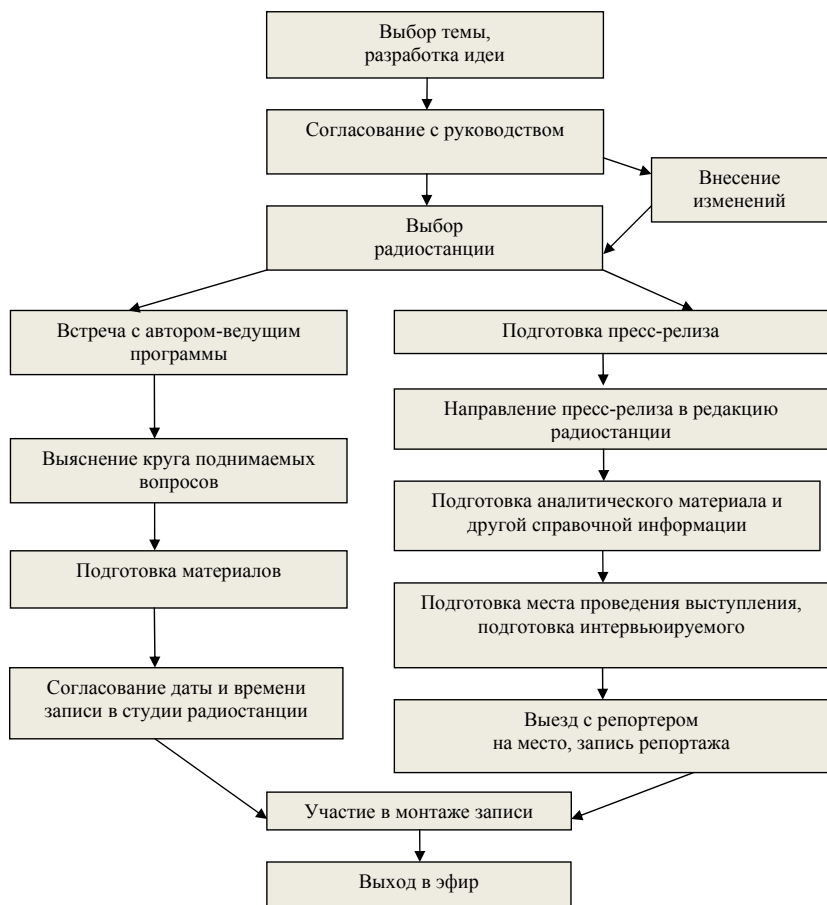 Выбор темы,
разработка идеи
Согласование с руководством
Внесение
изменений
Выбор
радиостанции
Встреча с автором-ведущим
программы
Выяснение круга поднимаемых
вопросов
Подготовка материалов
Согласование даты и времени
записи в студии радиостанции
Подготовка пресс-релиза
Направление пресс-релиза в редакцию
радиостанции
Подготовка аналитического материала и
другой справочной информации
Подготовка места проведения выступления,
подготовка интервьюируемого
Выезд с репортером
на место, запись репортажа
Участие в монтаже записи
Выход в эфир